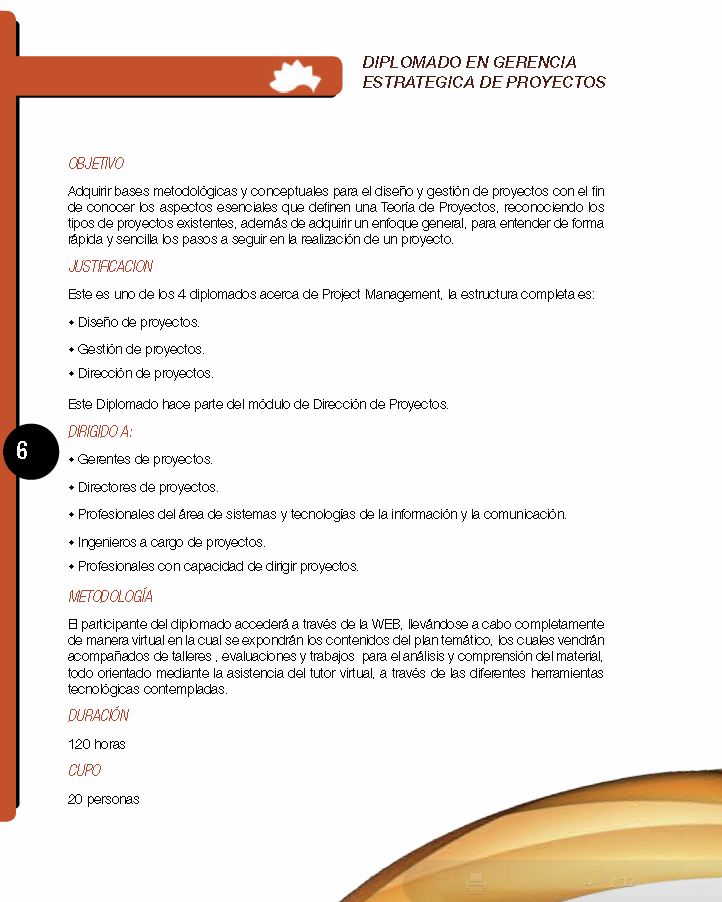 DIPLOMADO EN GERENCIA
ESTRATEGICA DE PROYECTOS
OBJETIVO
Adquirir bases metodológicas y conceptuales para el diseño y gestión de proyectos con el fin
de conocer los aspectos esenciales que definen una Teoría de Proyectos, reconociendo los
tipos de proyectos existentes, además de adquirir un enfoque general, para entender de forma
rápida y sencilla los pasos a seguir en la realización de un proyecto.
JUSTIFICACION
Este es uno de los 4 diplomados acerca de Project Management, la estructura completa es:
• Diseño de proyectos.
• Gestión de proyectos.
• Dirección de proyectos.
Este Diplomado hace parte del módulo de Dirección de Proyectos.
6
DIRIGIDO A:
• Gerentes de proyectos.
• Directores de proyectos.
• Profesionales del área de sistemas y tecnologías de la información y la comunicación.
• Ingenieros a cargo de proyectos.
• Profesionales con capacidad de dirigir proyectos.
METODOLOGÍA
El participante del diplomado accederá a través de la WEB, llevándose a cabo completamente
de manera virtual en la cual se expondrán los contenidos del plan temático, los cuales vendrán
acompañados de talleres , evaluaciones y trabajos para el análisis y comprensión del material,
todo orientado mediante la asistencia del tutor virtual, a través de las diferentes herramientas
tecnológicas contempladas.
DURACIÓN
120 horas
CUPO
20 personas
4 / 12